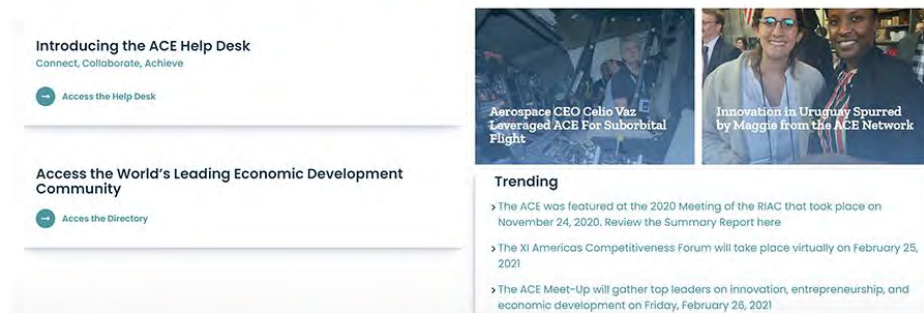 Introducing the ACE Help Desk
Connect, Collaborate, Achieve
Access the Help Desk
Access the World's Leading Economic Development
Community
Acces the Directory
Aerospace CEO Celio Vaz
Leveraged ACE For Suborbital
Flight
Innovation in Uruguay Spurred
by Maggie from the ACE Network
Trending
The ACE was featured at the 2020 Meeting of the RIAC that took place on
November 24, 2020. Review the Summary Report here
The XI Americas Competitiveness Forum will take place virtually on February 25,
2021
The ACE Meet-Up will gather top leaders on innovation, entrepreneurship, and
economic development on Friday, February 26, 2021